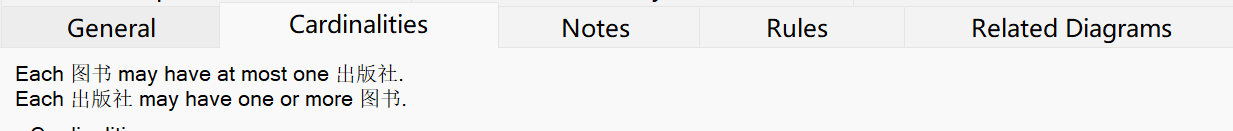 General Cardinalities Notes Rules Related Diagrams
Each 图书 may have at most one 出版社.
Each 出版社 may have one or more 图书.